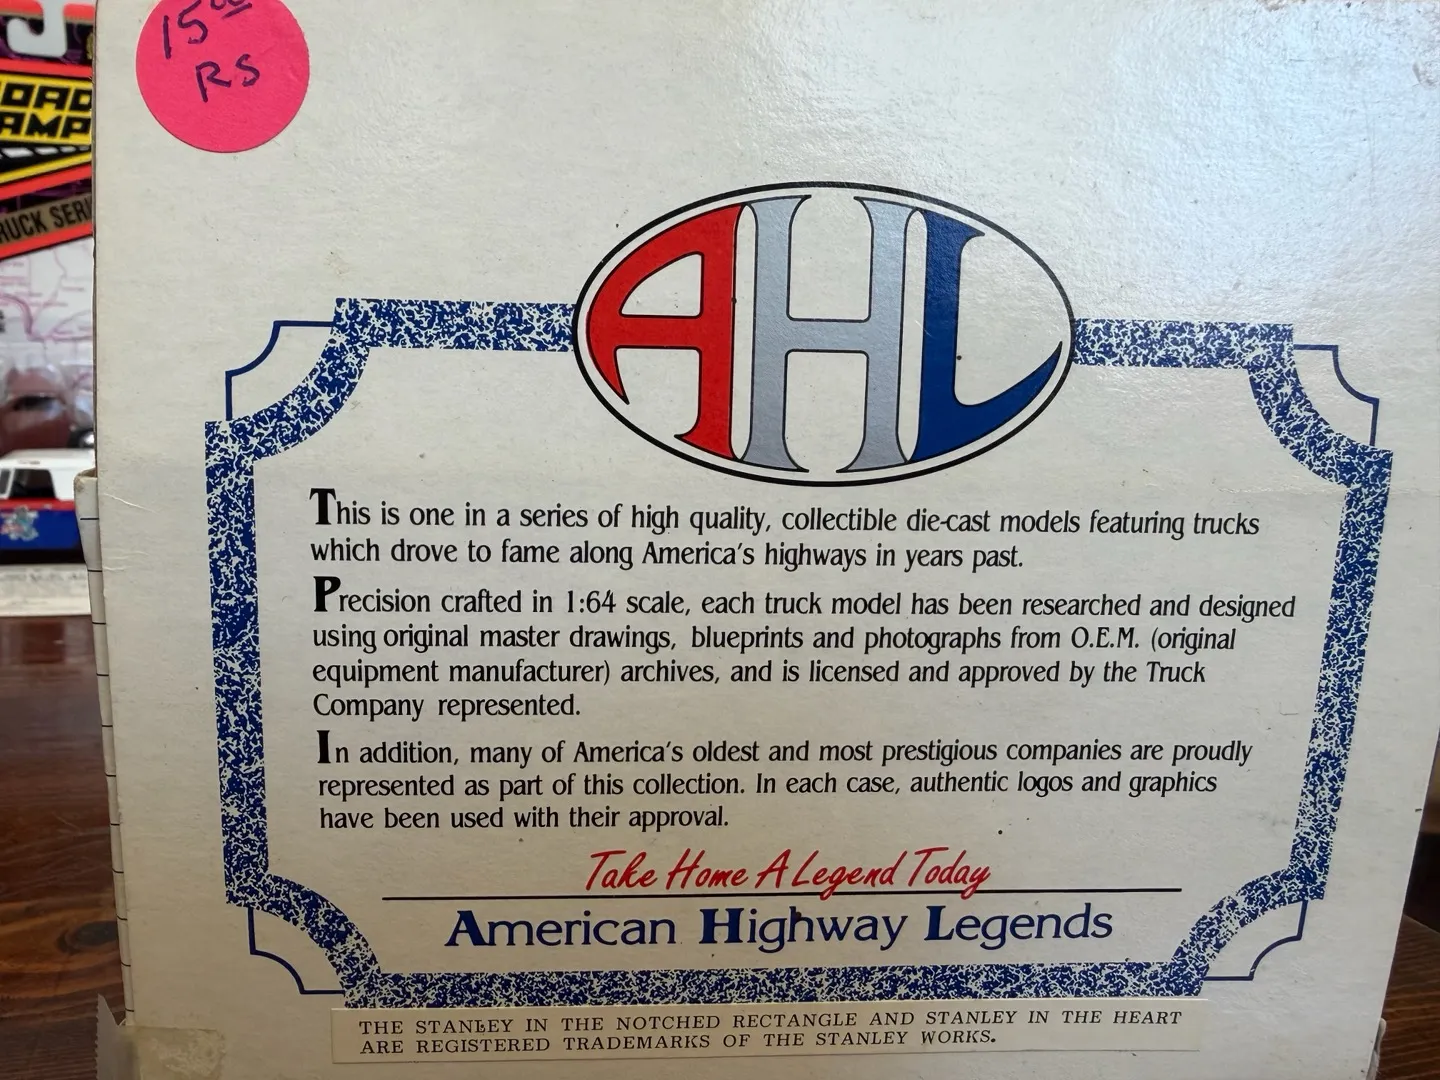 15⁰⁰
RS
OAD
AMP
RUCK SERI
AHL
This is one in a series of high quality, collectible die-cast models featuring trucks
which drove to fame along America's highways in years past.
Precision crafted in 1:64 scale, each truck model has been researched and designed
using original master drawings, blueprints and photographs from O.E.M. (original
equipment manufacturer) archives, and is licensed and approved by the Truck
Company represented.
In addition, many of America's oldest and most prestigious companies are proudly
represented as part of this collection. In each case, authentic logos and graphics
have been used with their approval.
Take Home A Legend Today
American Highway Legends
THE STANLEY IN THE NOTCHED RECTANGLE AND STANLEY IN THE HEART
ARE REGISTERED TRADEMARKS OF THE STANLEY WORKS.